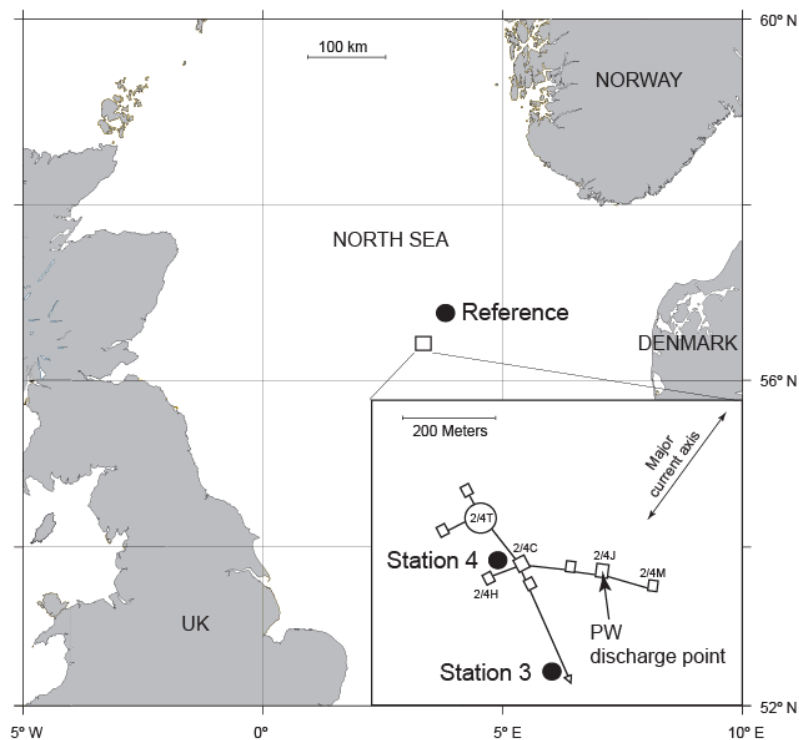 60° N
100 km
NORWAY
NORTH SEA
Reference
DENMARK
56° N
200 Meters
Major
current axis
2/4T
Station 4
2/4C
2/4J
2/4M
2/4H
PW
discharge point
UK
Station 3
52° N
5° W
0°
5° E
10° E